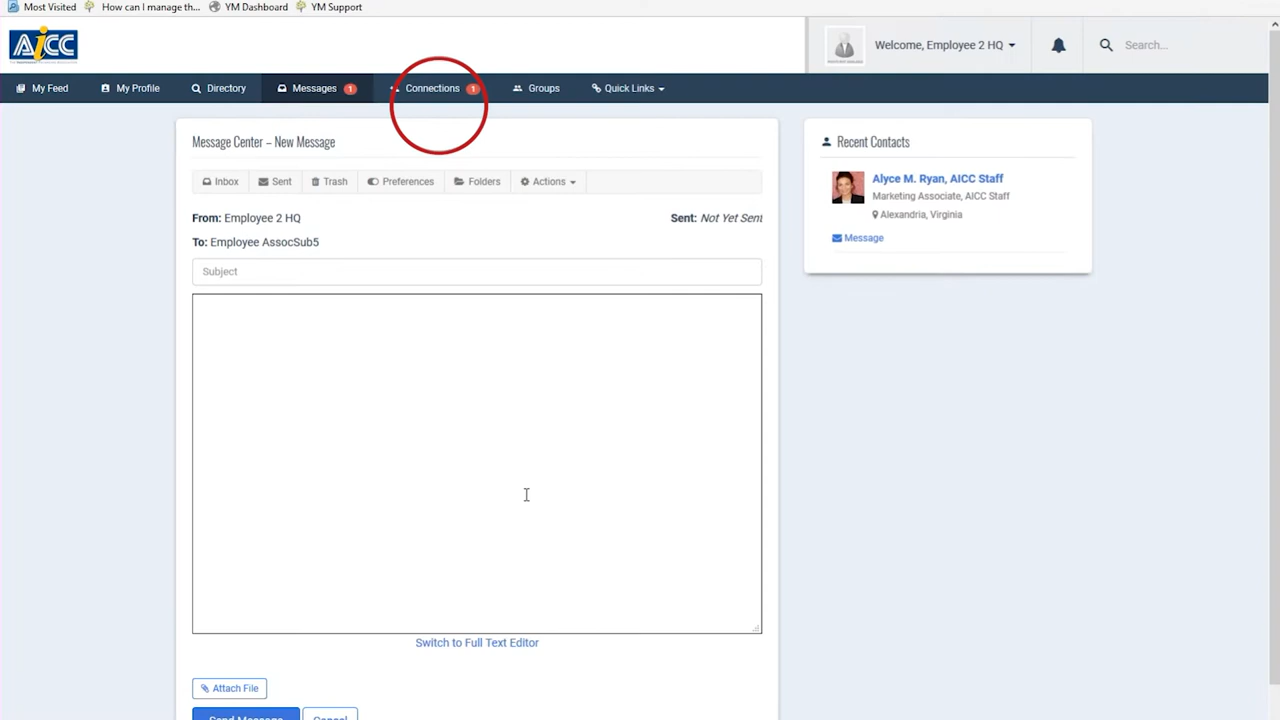 Most Visited How can I manage th... YM Dashboard YM Support
AICC
Welcome, Employee 2 HQ Search...
My Feed My Profile Directory Messages 1 Connections 1 Groups Quick Links
Message Center – New Message
Inbox Sent Trash Preferences Folders Actions
From: Employee 2 HQ Sent: Not Yet Sent
To: Employee AssocSub5
Subject
Switch to Full Text Editor
Attach File
Send Message Cancel
Recent Contacts
Alyce M. Ryan, AICC Staff
Marketing Associate, AICC Staff
Alexandria, Virginia
Message